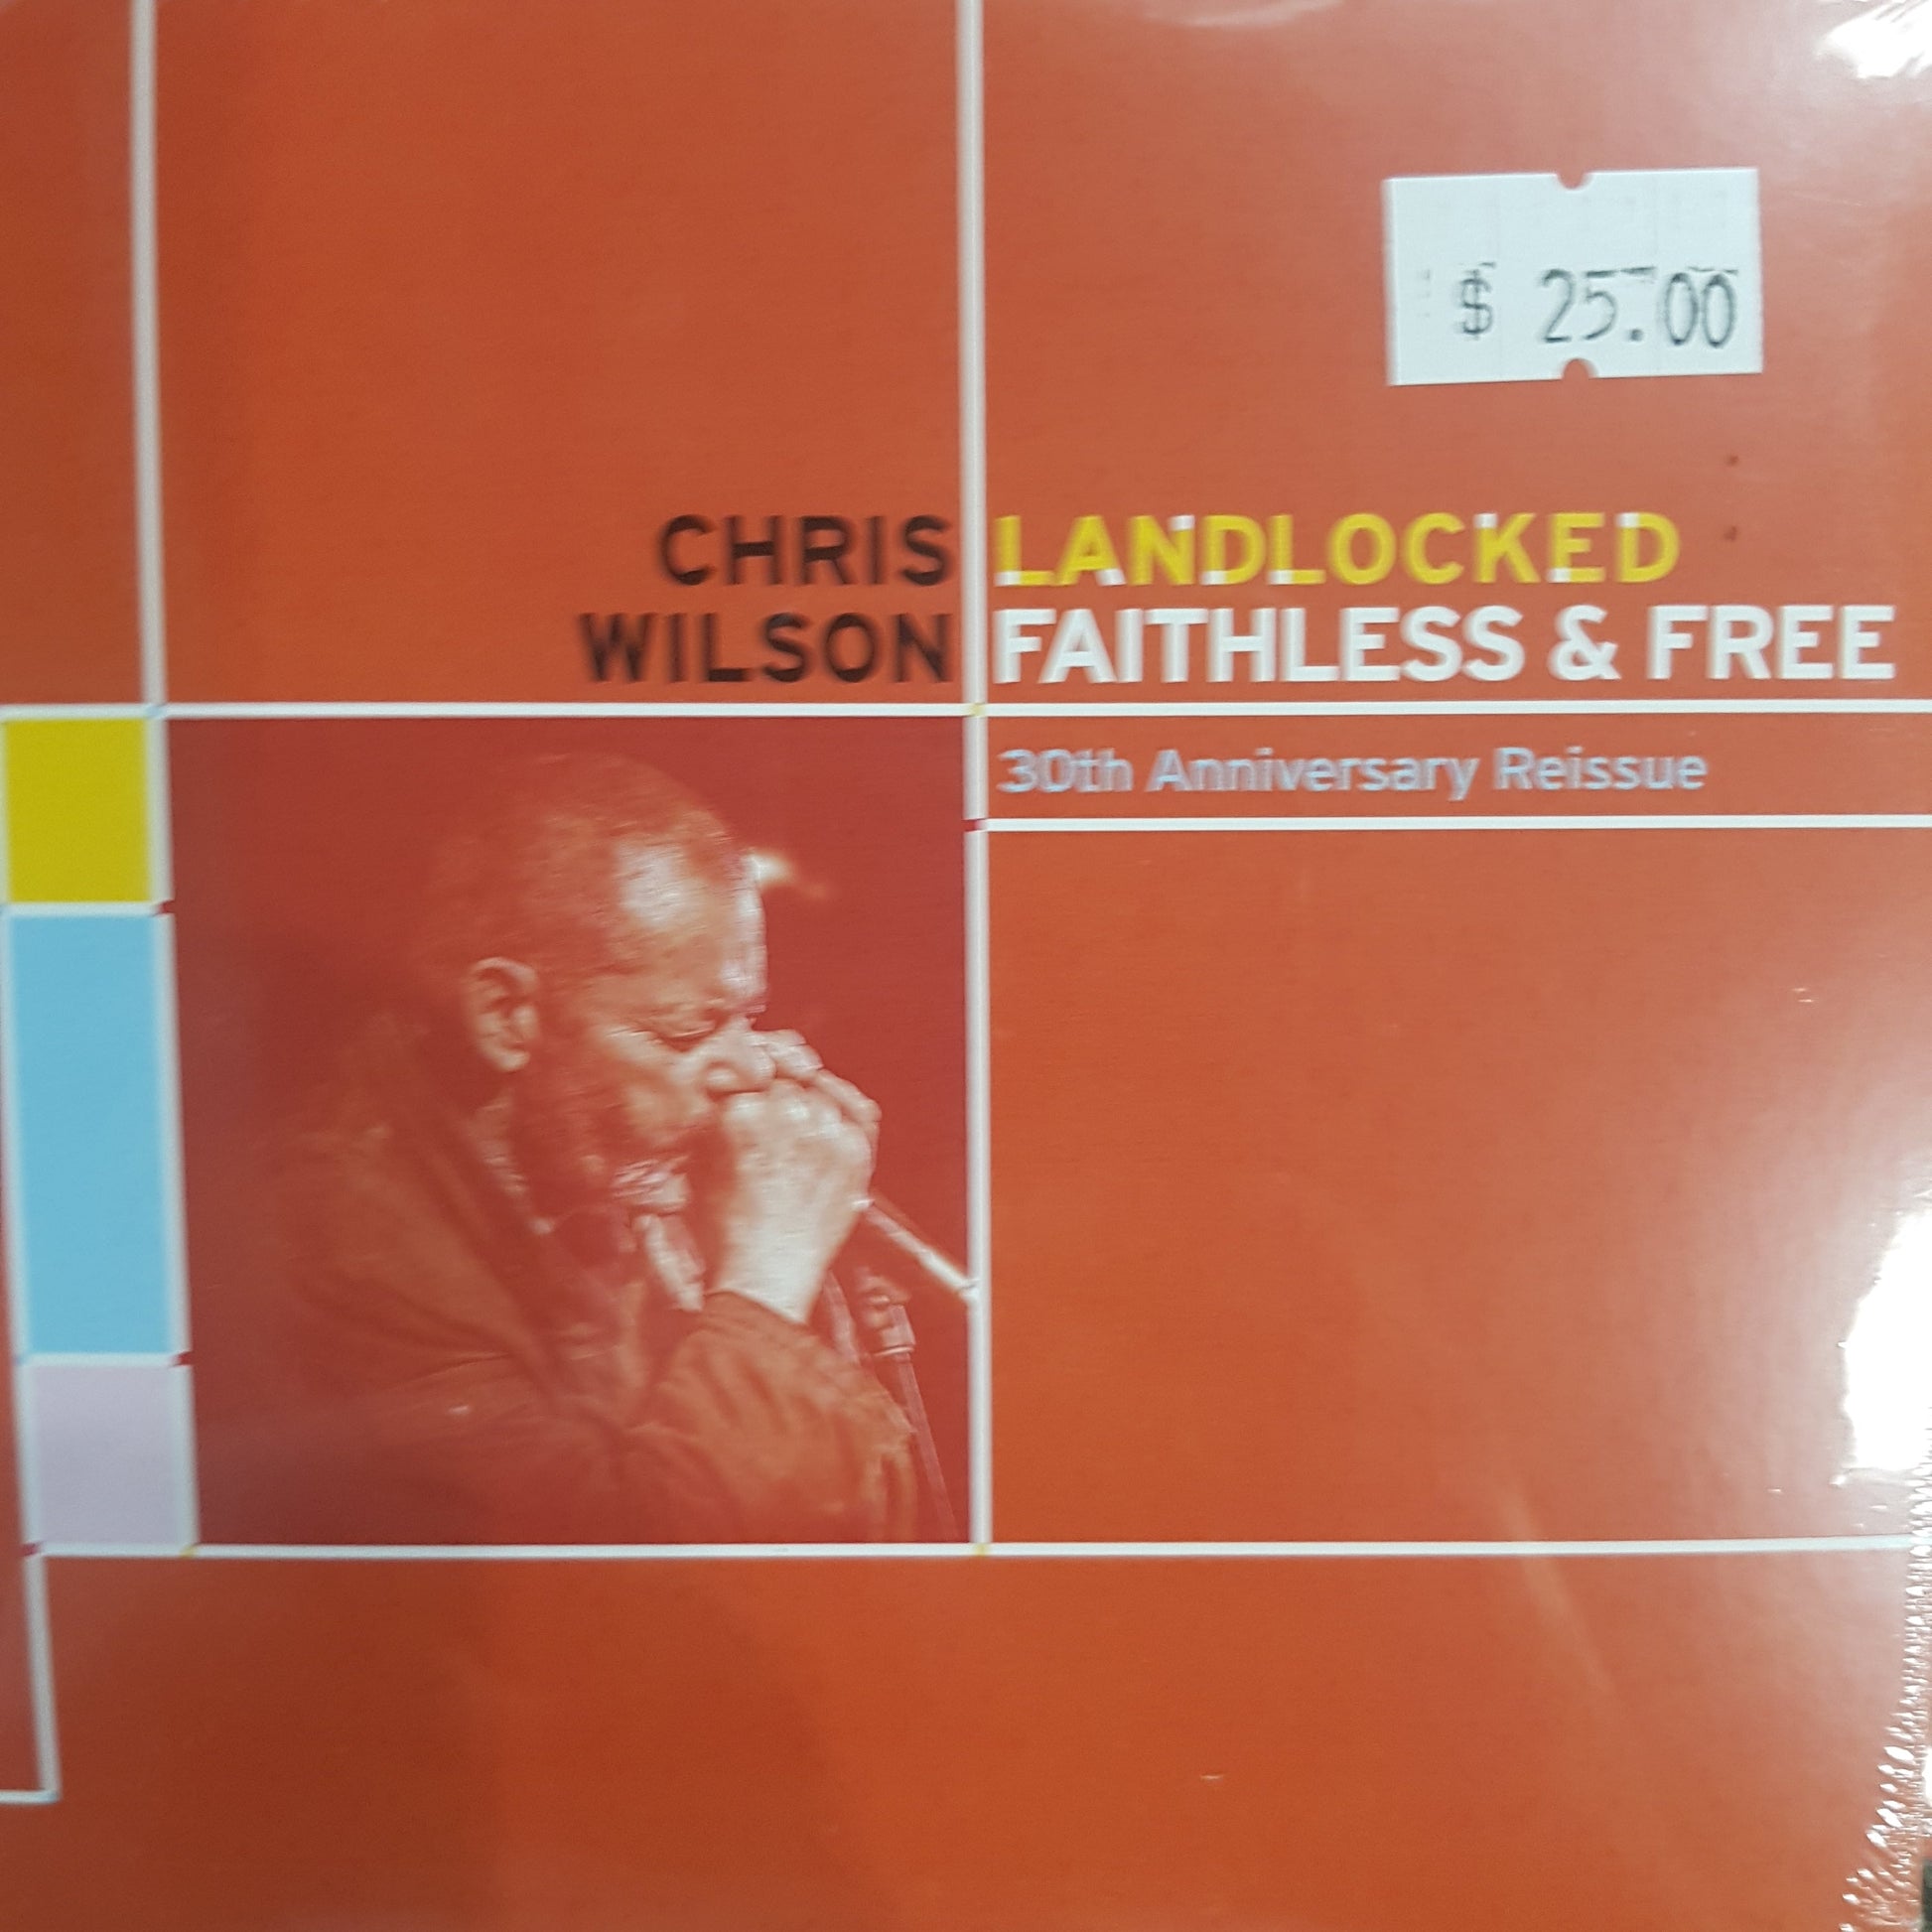 $ 25.00
CHRIS LANDLOCKED
WILSON FAITHLESS & FREE
30th Anniversary Reissue